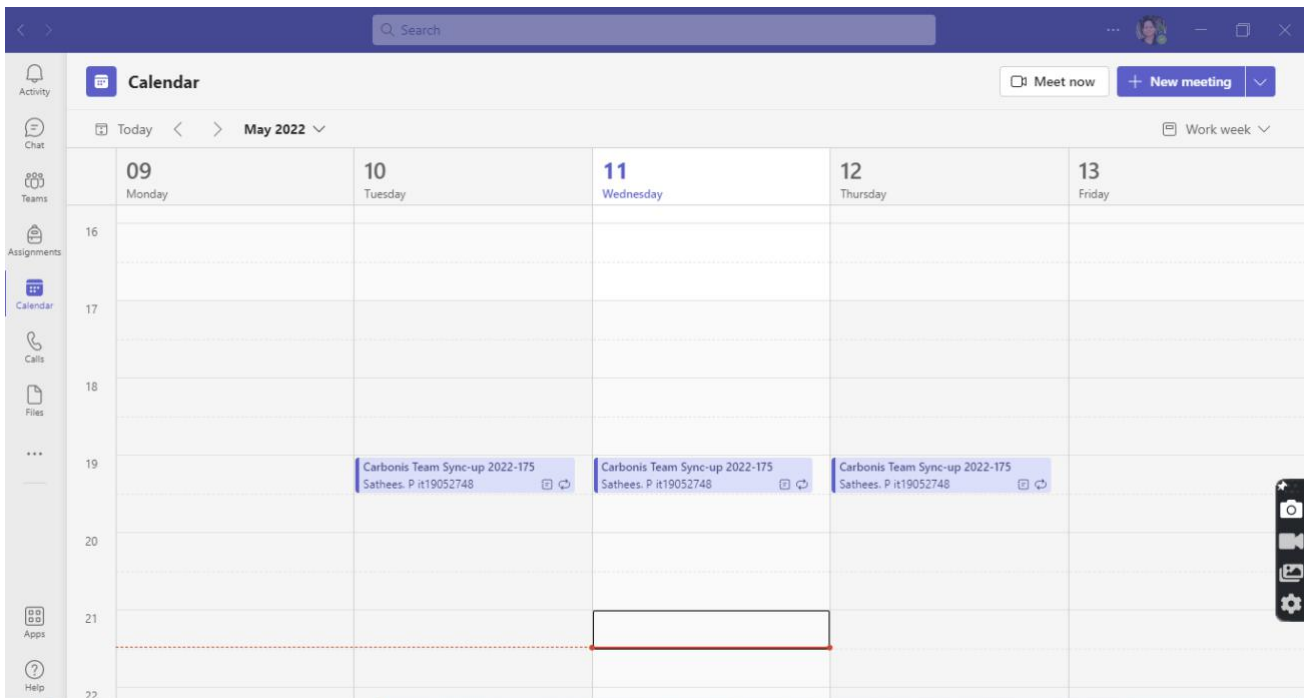 Search
...
Activity
Chat
Teams
Assignments
Calendar
Calls
Files
...
Apps
Help
Calendar
Meet now
New meeting
Today
May 2022
Work week
09
Monday
10
Tuesday
11
Wednesday
12
Thursday
13
Friday
16
17
18
19
Carbonis Team Sync-up 2022-175
Sathees. P it19052748
Carbonis Team Sync-up 2022-175
Sathees. P it19052748
Carbonis Team Sync-up 2022-175
Sathees. P it19052748
20
21
22